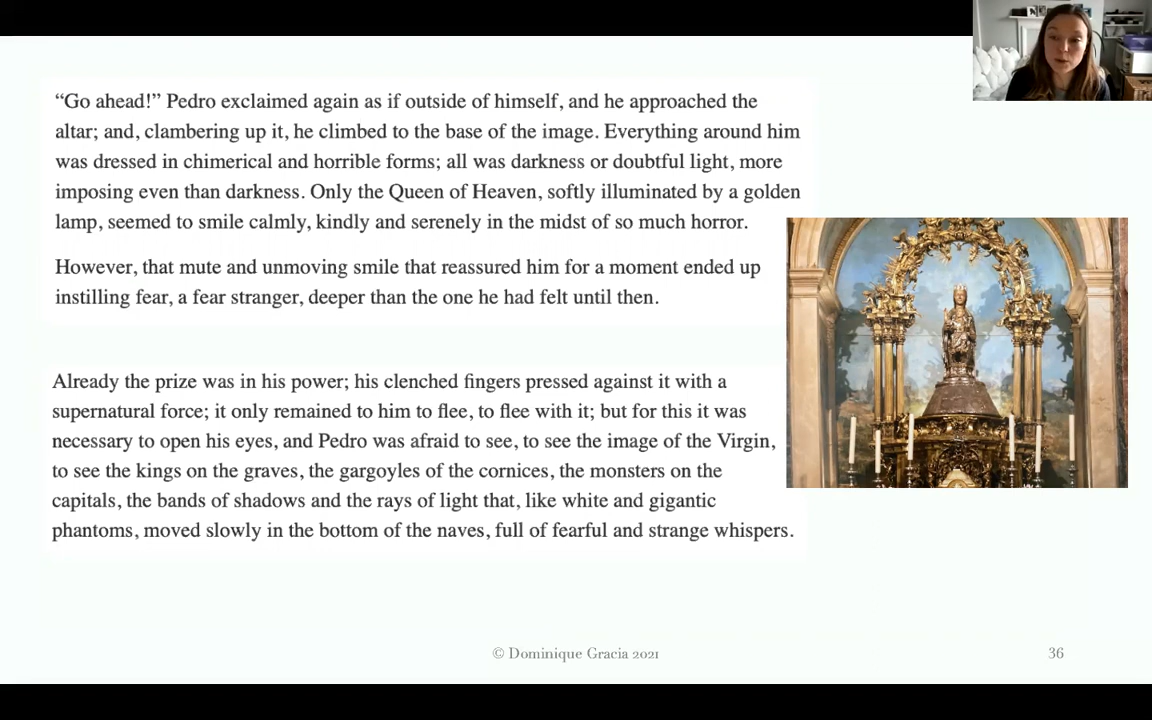 “Go ahead!” Pedro exclaimed again as if outside of himself, and he approached the
altar; and, clambering up it, he climbed to the base of the image. Everything around him
was dressed in chimerical and horrible forms; all was darkness or doubtful light, more
imposing even than darkness. Only the Queen of Heaven, softly illuminated by a golden
lamp, seemed to smile calmly, kindly and serenely in the midst of so much horror.
However, that mute and unmoving smile that reassured him for a moment ended up
instilling fear, a fear stranger, deeper than the one he had felt until then.
Already the prize was in his power; his clenched fingers pressed against it with a
supernatural force; it only remained to him to flee, to flee with it; but for this it was
necessary to open his eyes, and Pedro was afraid to see, to see the image of the Virgin,
to see the kings on the graves, the gargoyles of the cornices, the monsters on the
capitals, the bands of shadows and the rays of light that, like white and gigantic
phantoms, moved slowly in the bottom of the naves, full of fearful and strange whispers.
© Dominique Gracia 2021
36